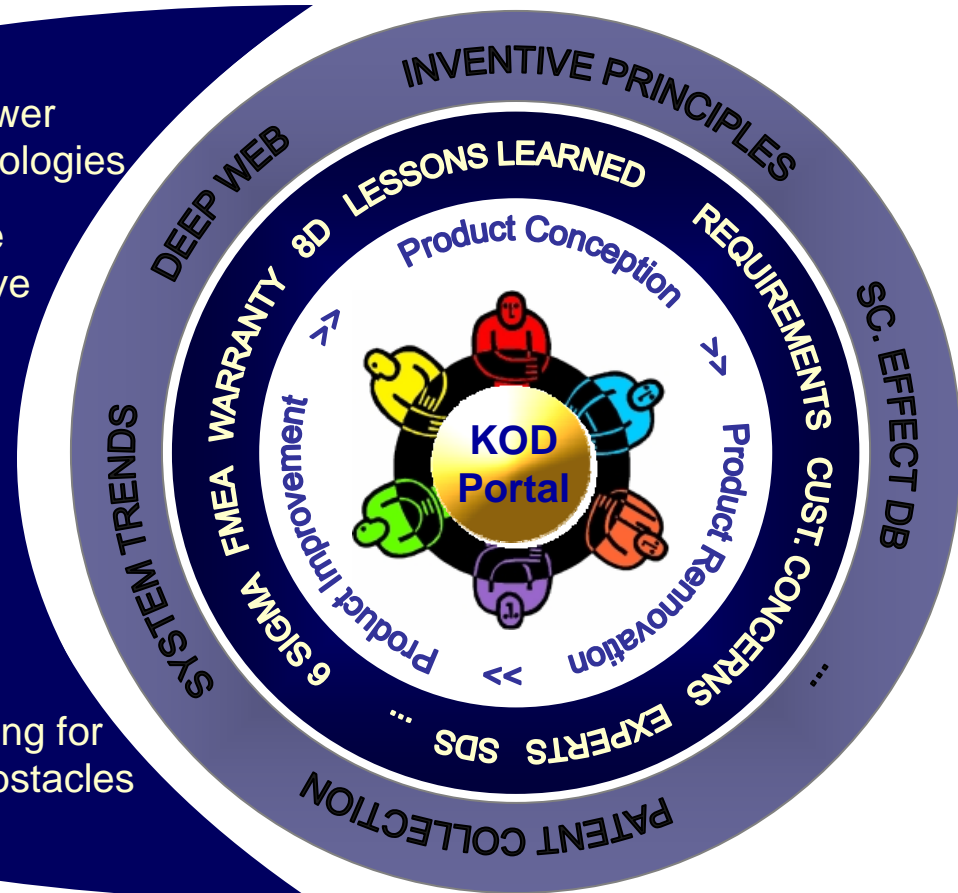 wer
ologies
e
ve
ng for
ostacles
INVENTIVE PRINCIPLES
SC. EFFECT DB
...
PATENT COLLECTION
SYSTEM TRENDS
DEEP WEB
LESSONS LEARNED
REQUIREMENTS
CUST. CONCERNS
EXPERTS
SDS
...
6 SIGMA
FMEA
WARRANTY
8D
Product Conception
>>
Product Rennovation
>>
Product Improvement
>>
KOD
Portal